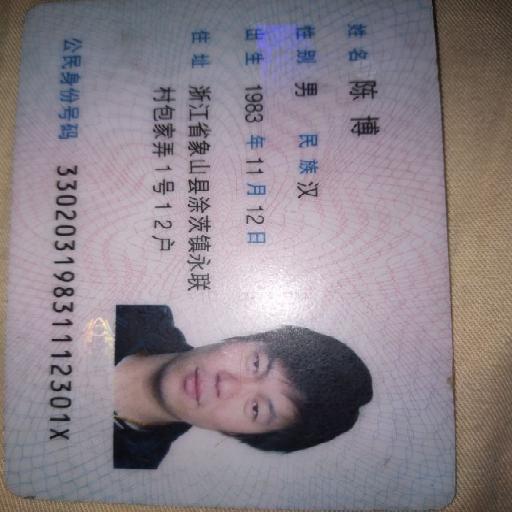 姓名 陈博
性别 男 民族 汉
出生 1983 年 11 月 12 日
住址 浙江省象山县涂茨镇永联
村包家弄1号12户
公民身份号码 33020319831112301X